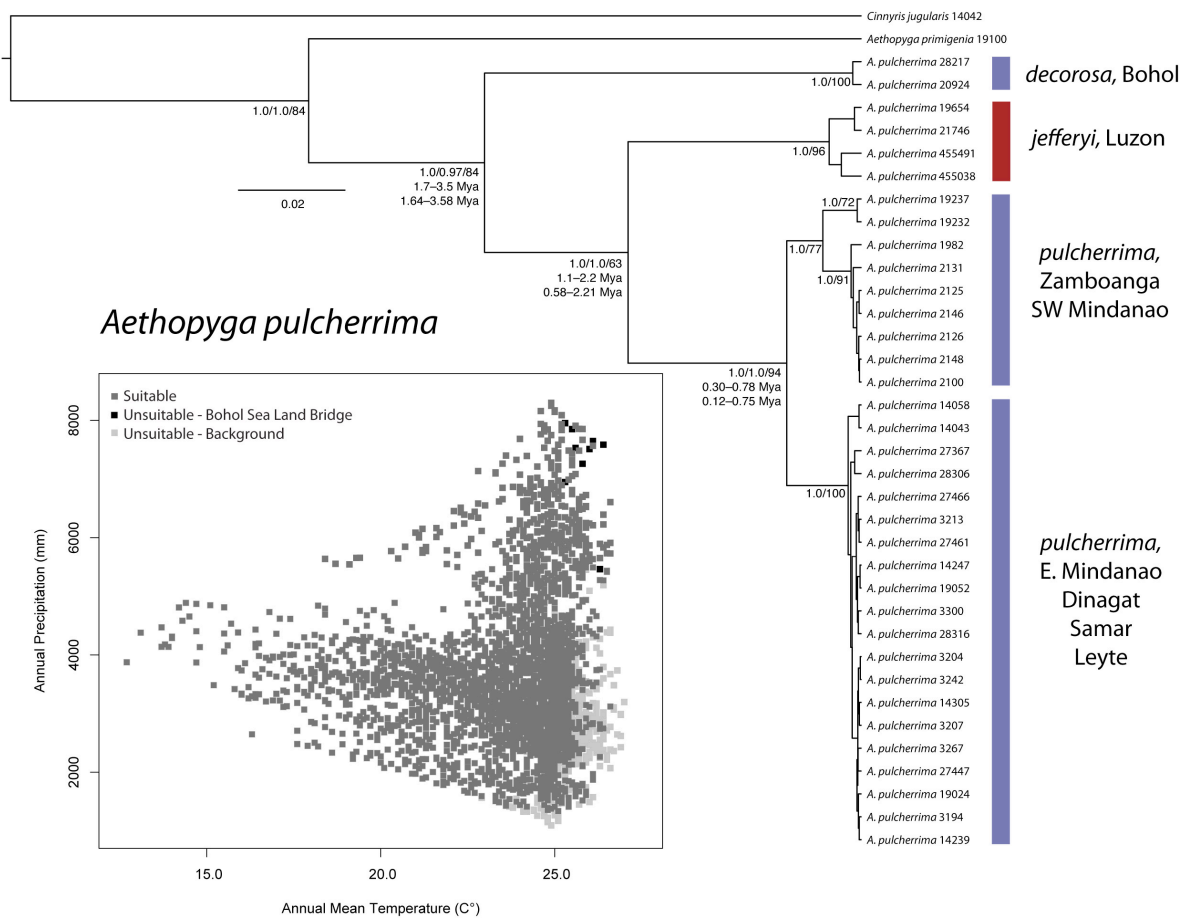 Cinnyris jugularis 14042
Aethopyga primigenia 19100
A. pulcherrima 28217
A. pulcherrima 20924
A. pulcherrima 19654
A. pulcherrima 21746
A. pulcherrima 455491
A. pulcherrima 455038
A. pulcherrima 19237
A. pulcherrima 19232
A. pulcherrima 1982
A. pulcherrima 2131
A. pulcherrima 2125
A. pulcherrima 2146
A. pulcherrima 2126
A. pulcherrima 2148
A. pulcherrima 2100
A. pulcherrima 14058
A. pulcherrima 14043
A. pulcherrima 27367
A. pulcherrima 28306
A. pulcherrima 27466
A. pulcherrima 3213
A. pulcherrima 27461
A. pulcherrima 14247
A. pulcherrima 19052
A. pulcherrima 3300
A. pulcherrima 28316
A. pulcherrima 3204
A. pulcherrima 3242
A. pulcherrima 14305
A. pulcherrima 3207
A. pulcherrima 3267
A. pulcherrima 27447
A. pulcherrima 19024
A. pulcherrima 3194
A. pulcherrima 14239
decorosa, Bohol
jefferyi, Luzon
pulcherrima,
Zamboanga
SW Mindanao
pulcherrima,
E. Mindanao
Dinagat
Samar
Leyte
1.0/1.0/84
1.0/100
1.0/0.97/84
1.7–3.5 Mya
1.64–3.58 Mya
1.0/96
0.02
1.0/1.0/63
1.1–2.2 Mya
0.58–2.21 Mya
1.0/72
1.0/77
1.0/91
1.0/1.0/94
0.30–0.78 Mya
0.12–0.75 Mya
1.0/100
Aethopyga pulcherrima
Suitable
Unsuitable - Bohol Sea Land Bridge
Unsuitable - Background
Annual Precipitation (mm)
8000
6000
4000
2000
15.0
20.0
25.0
Annual Mean Temperature (C°)